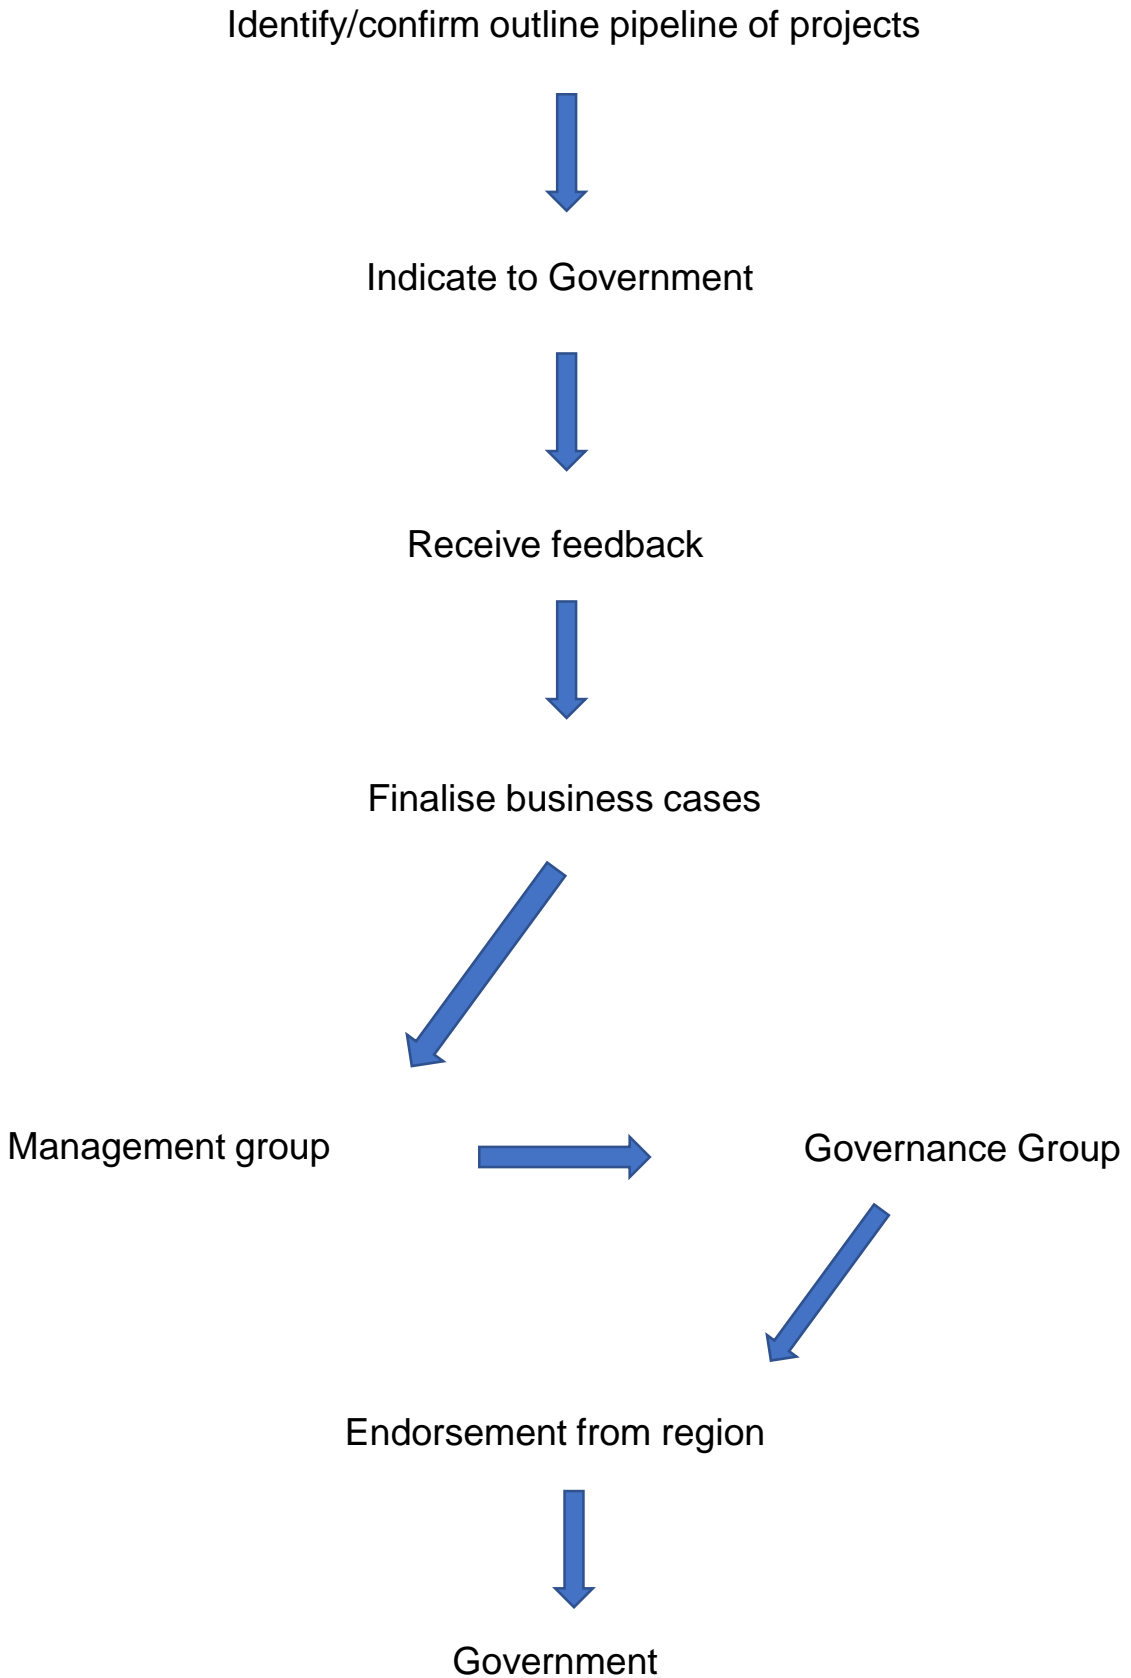 Identify/confirm outline pipeline of projects
Indicate to Government
Receive feedback
Finalise business cases
Management group
Governance Group
Endorsement from region
Government